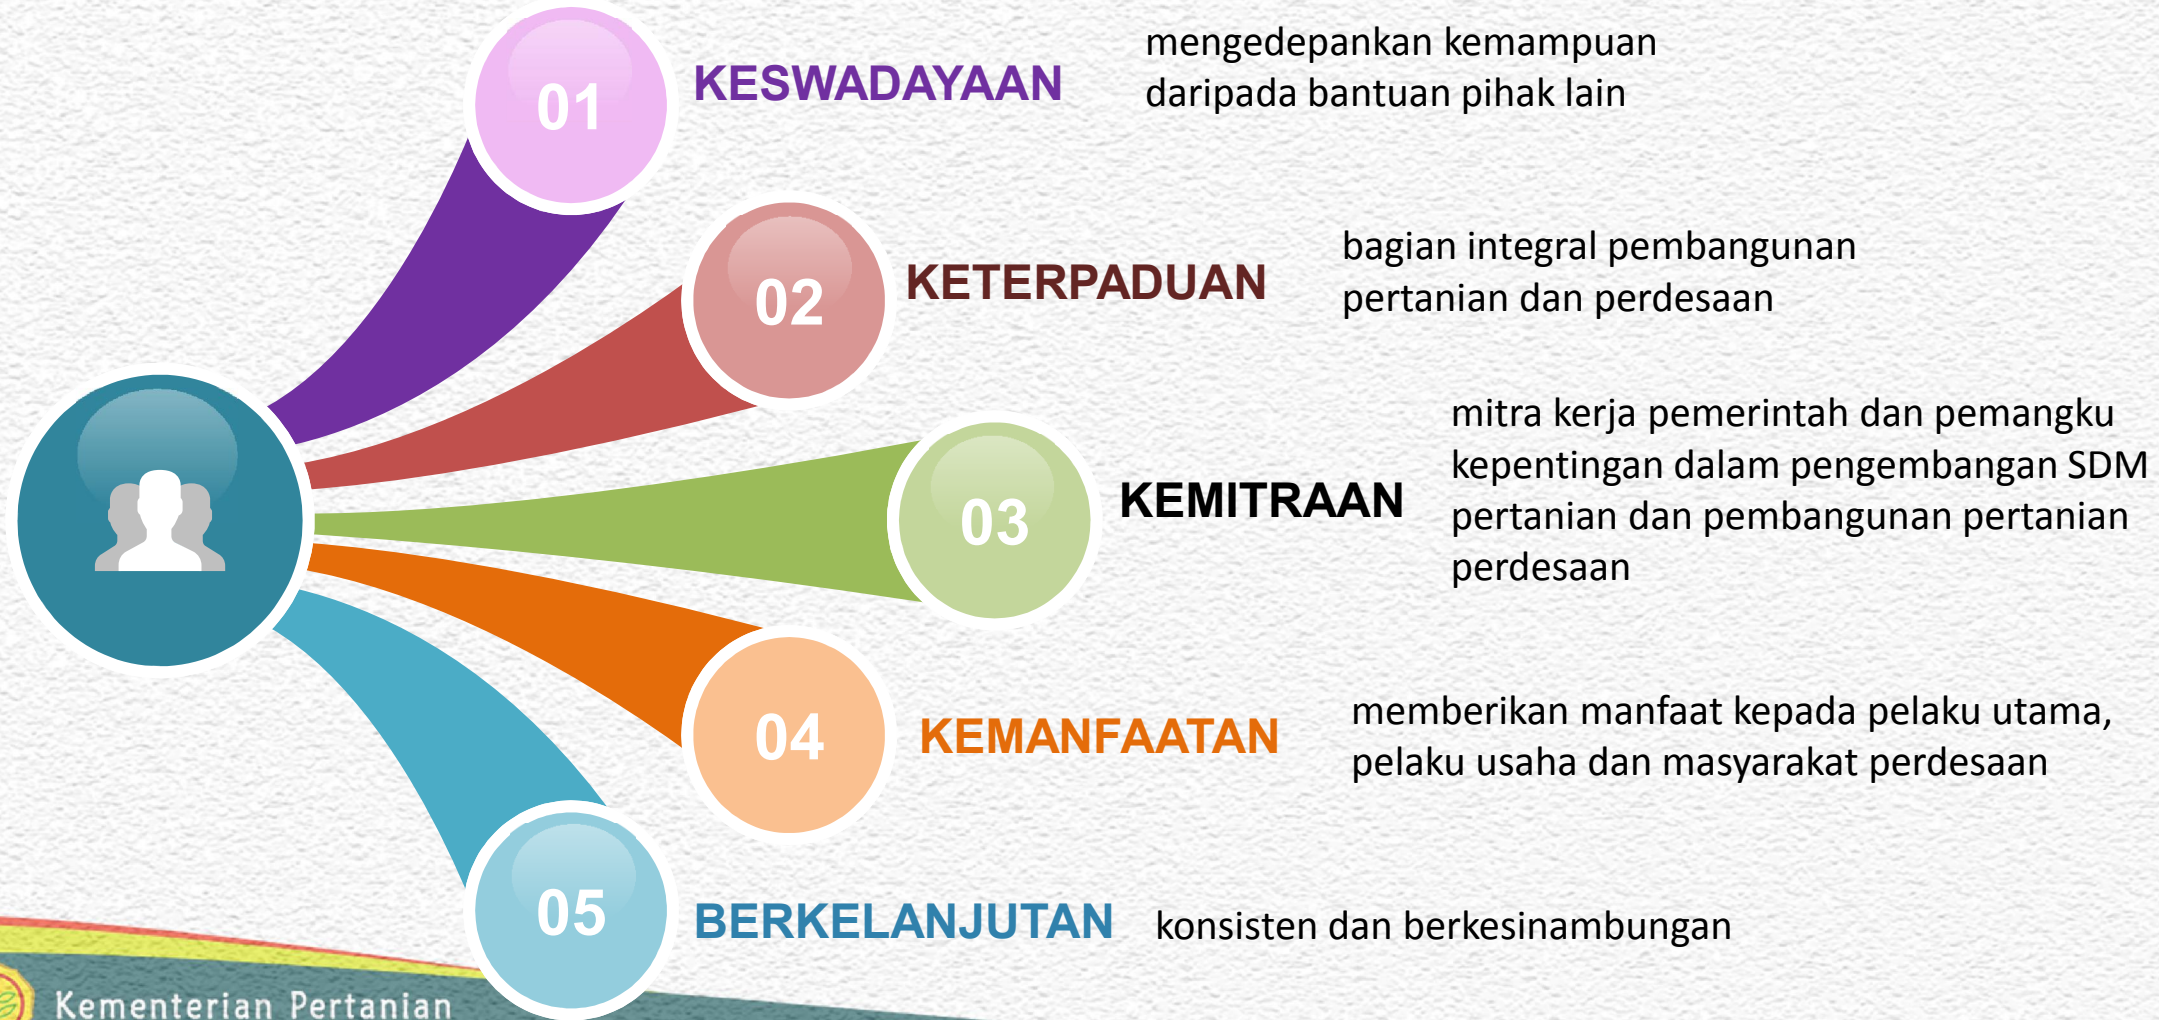 01
KESWADAYAAN
mengedepankan kemampuan
daripada bantuan pihak lain
02
KETERPADUAN
bagian integral pembangunan
pertanian dan perdesaan
03
KEMITRAAN
mitra kerja pemerintah dan pemangku
kepentingan dalam pengembangan SDM
pertanian dan pembangunan pertanian
perdesaan
04
KEMANFAATAN
memberikan manfaat kepada pelaku utama,
pelaku usaha dan masyarakat perdesaan
05
BERKELANJUTAN
konsisten dan berkesinambungan
Kementerian Pertanian